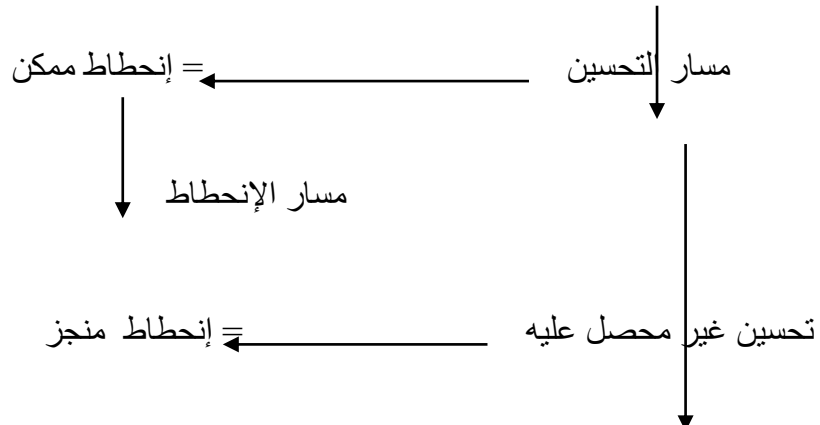 مسار التحسين = إنحطاط ممكن
مسار الإنحطاط
تحسين غير محصل عليه = إنحطاط منجز